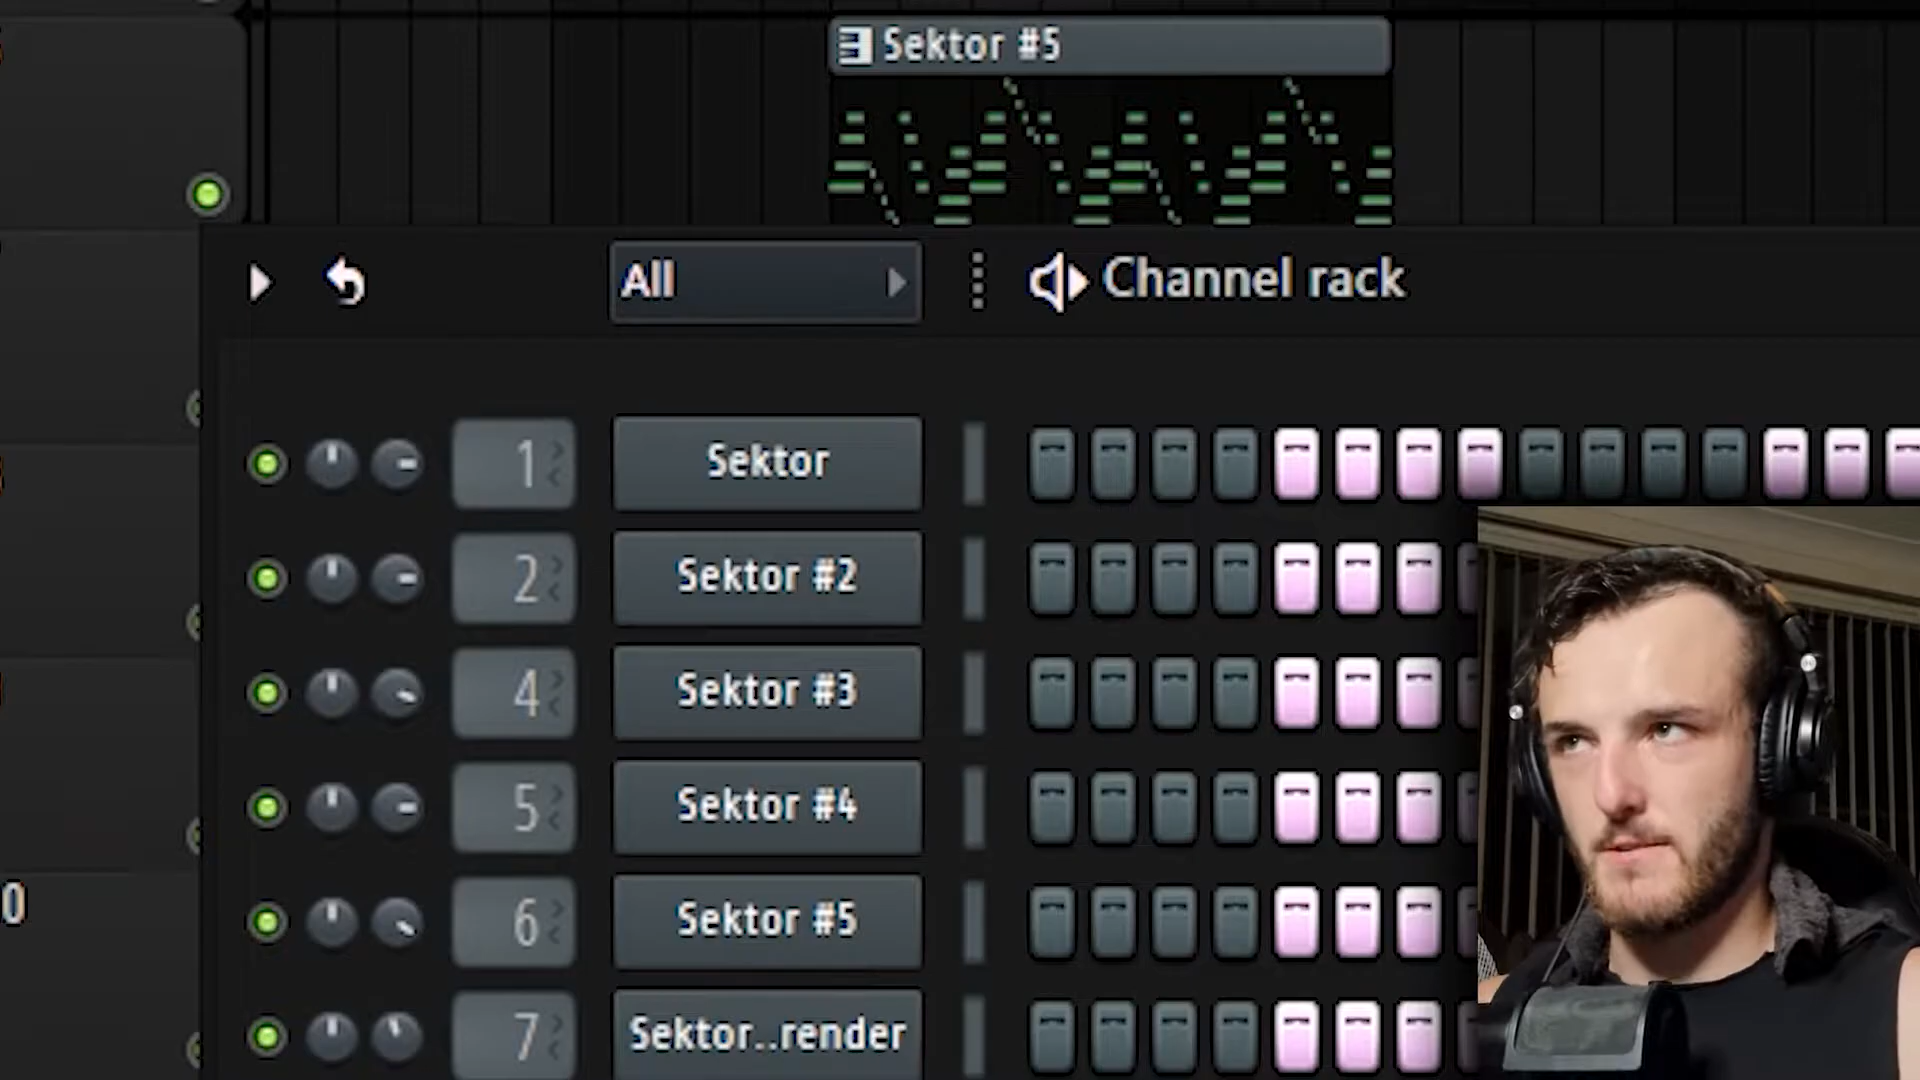 Sektor #5
All
Channel rack
1 Sektor
2 Sektor #2
4 Sektor #3
5 Sektor #4
0
6 Sektor #5
7 Sektor..render